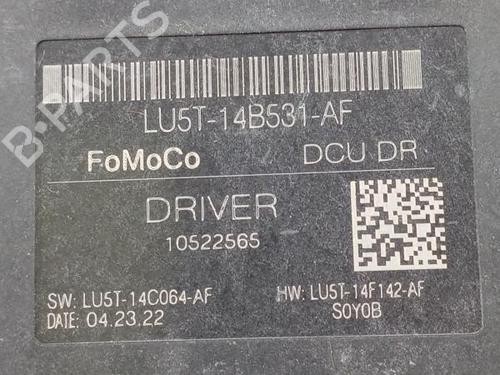 B-PARTS
LU5T-14B531-AF
FoMoCo DCU DR
DRIVER
10522565
SW: LU5T-14C064-AF HW: LU5T-14F142-AF
DATE: 04.23.22 S0Y0B